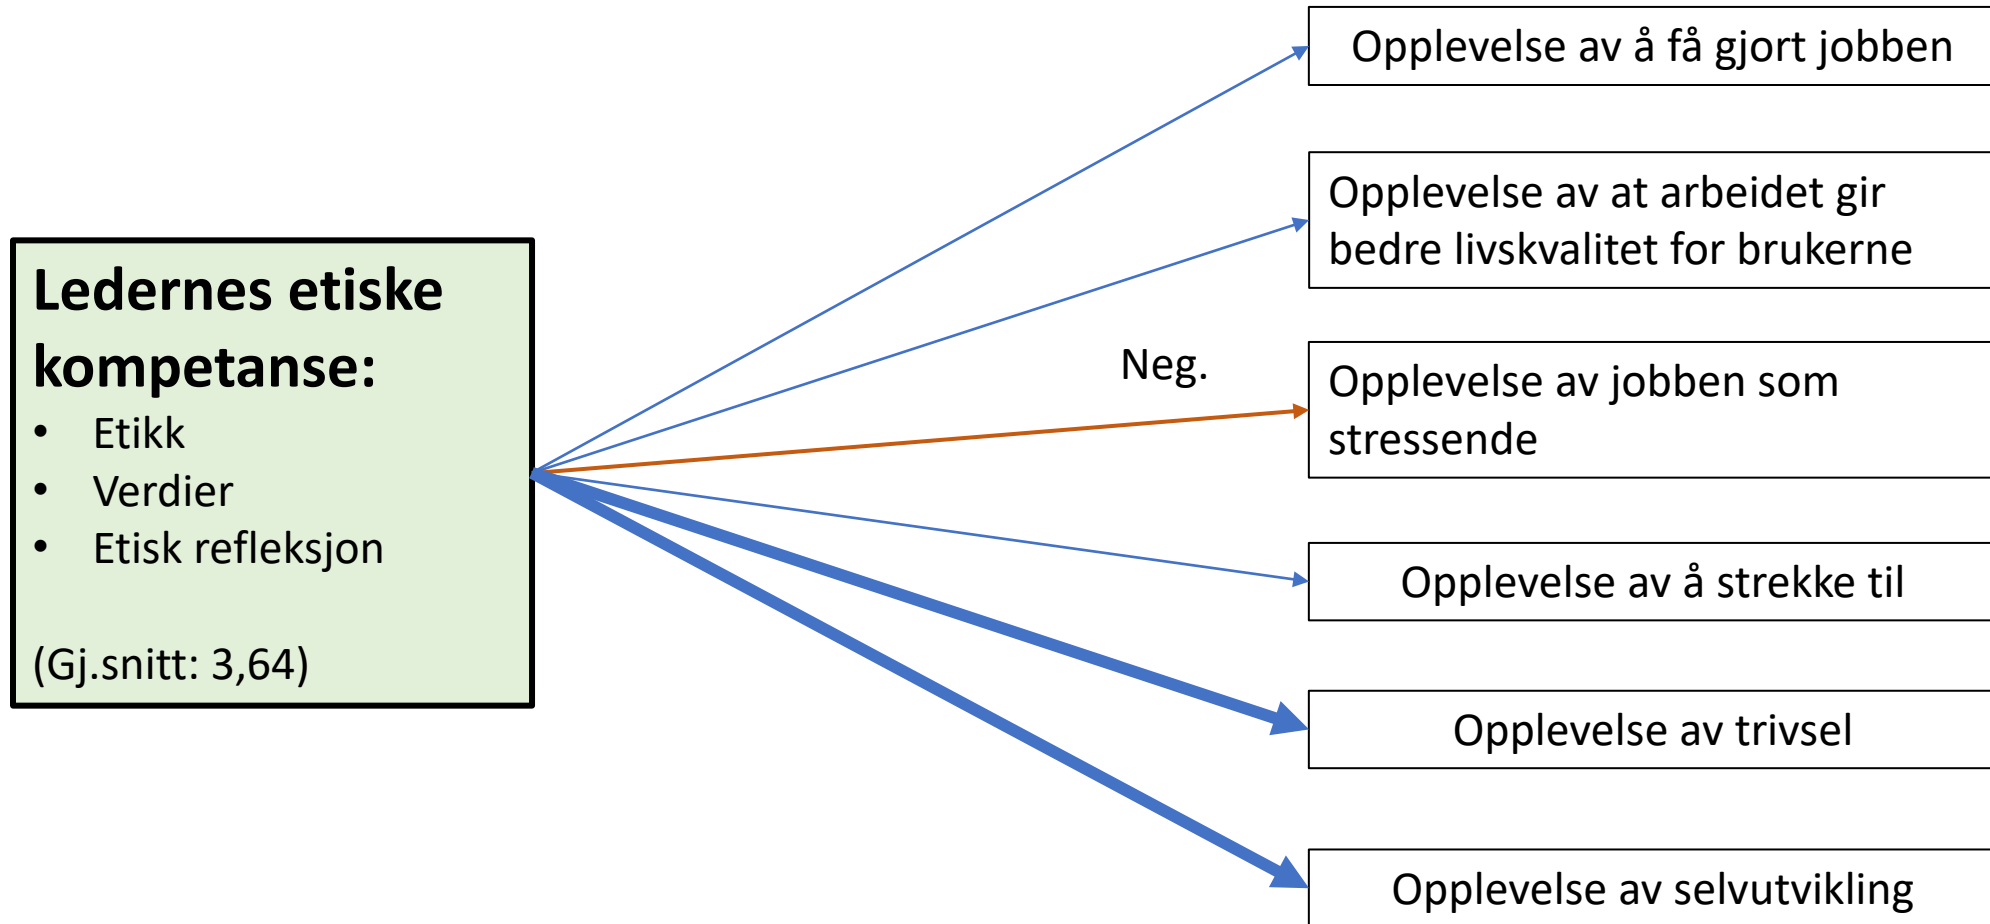 Opplevelse av å få gjort jobben
Opplevelse av at arbeidet gir
bedre livskvalitet for brukerne
Ledernes etiske
kompetanse:
• Etikk
• Verdier
• Etisk refleksjon
(Gj.snitt: 3,64)
Neg.
Opplevelse av jobben som
stressende
Opplevelse av å strekke til
Opplevelse av trivsel
Opplevelse av selvutvikling